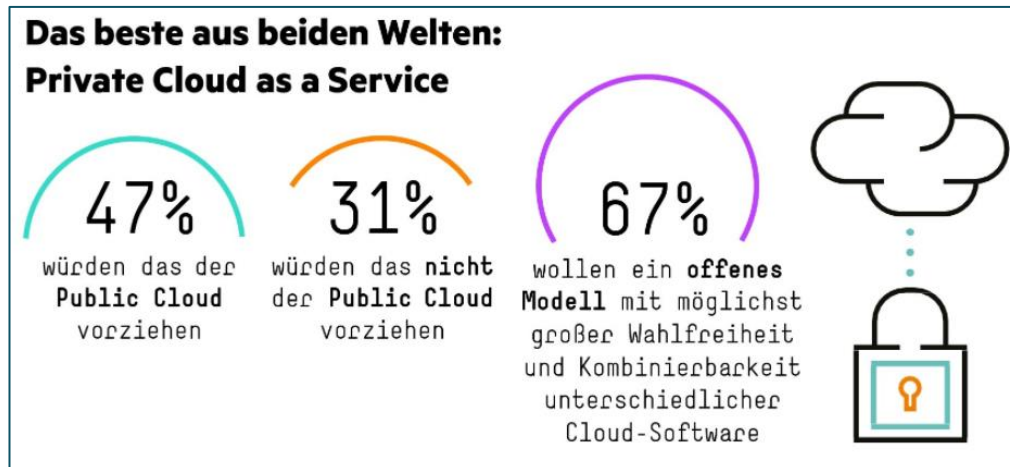 Das beste aus beiden Welten:
Private Cloud as a Service
47%
würden das der
Public Cloud
vorziehen
31%
würden das nicht
der Public Cloud
vorziehen
67%
wollen ein offenes
Modell mit möglichst
großer Wahlfreiheit
und Kombinierbarkeit
unterschiedlicher
Cloud-Software